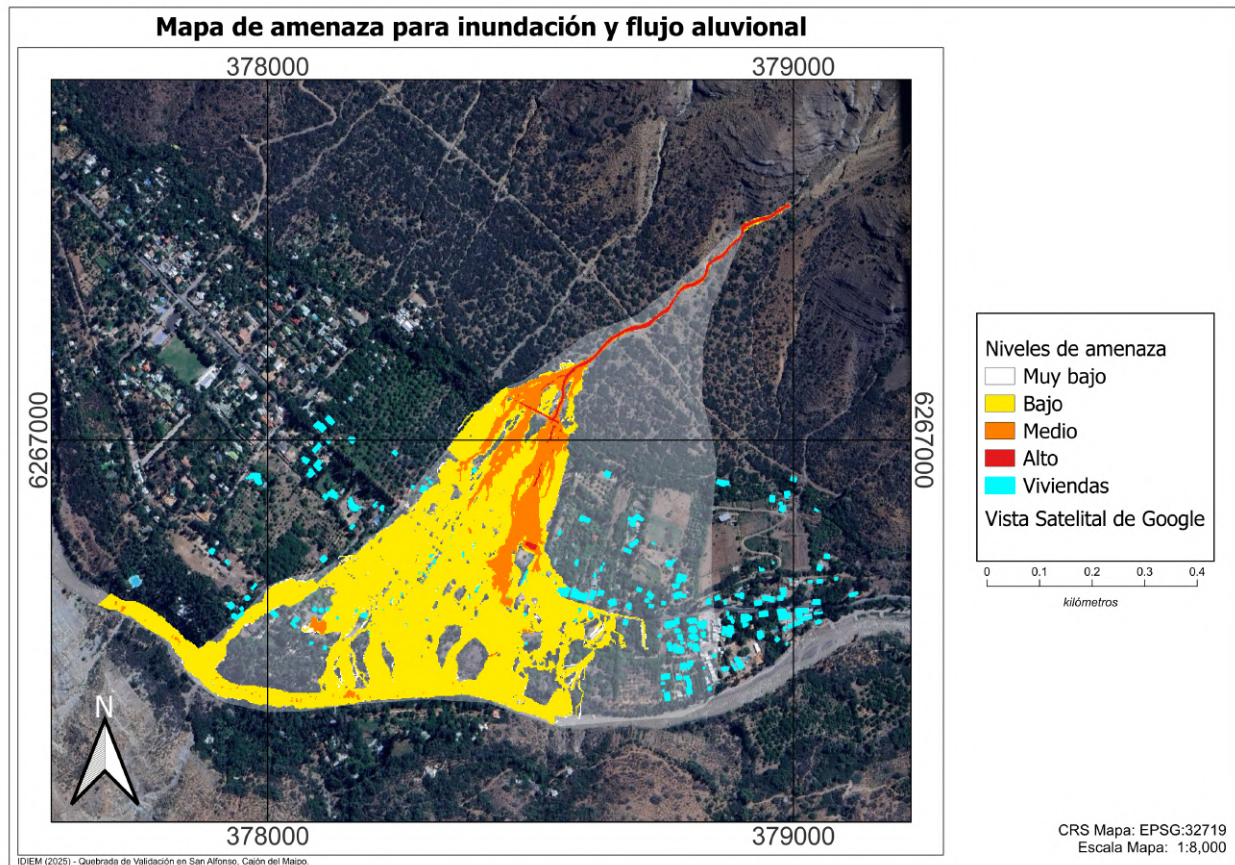 Mapa de amenaza para inundación y flujo aluvional
378000 379000
6267000 6267000
Niveles de amenaza
Muy bajo
Bajo
Medio
Alto
Viviendas
Vista Satelital de Google
0 0.1 0.2 0.3 0.4
kilómetros
N
378000 379000
CRS Mapa: EPSG:32719
Escala Mapa: 1:8,000
IDIEM (2025) - Quebrada de Validación en San Alfonso, Cajón del Maipo.